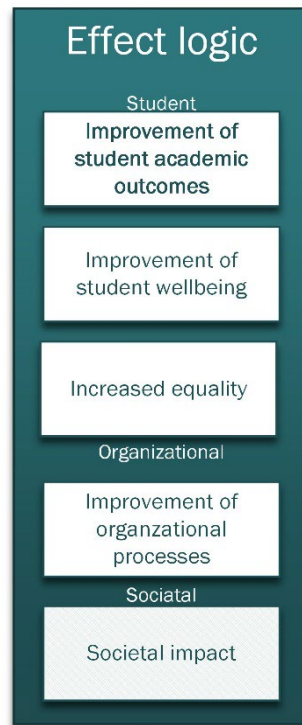 Effect logic
Student
Improvement of
student academic
outcomes
Improvement of
student wellbeing
Increased equality
Organizational
Improvement of
organzational
processes
Sociatal
Societal impact